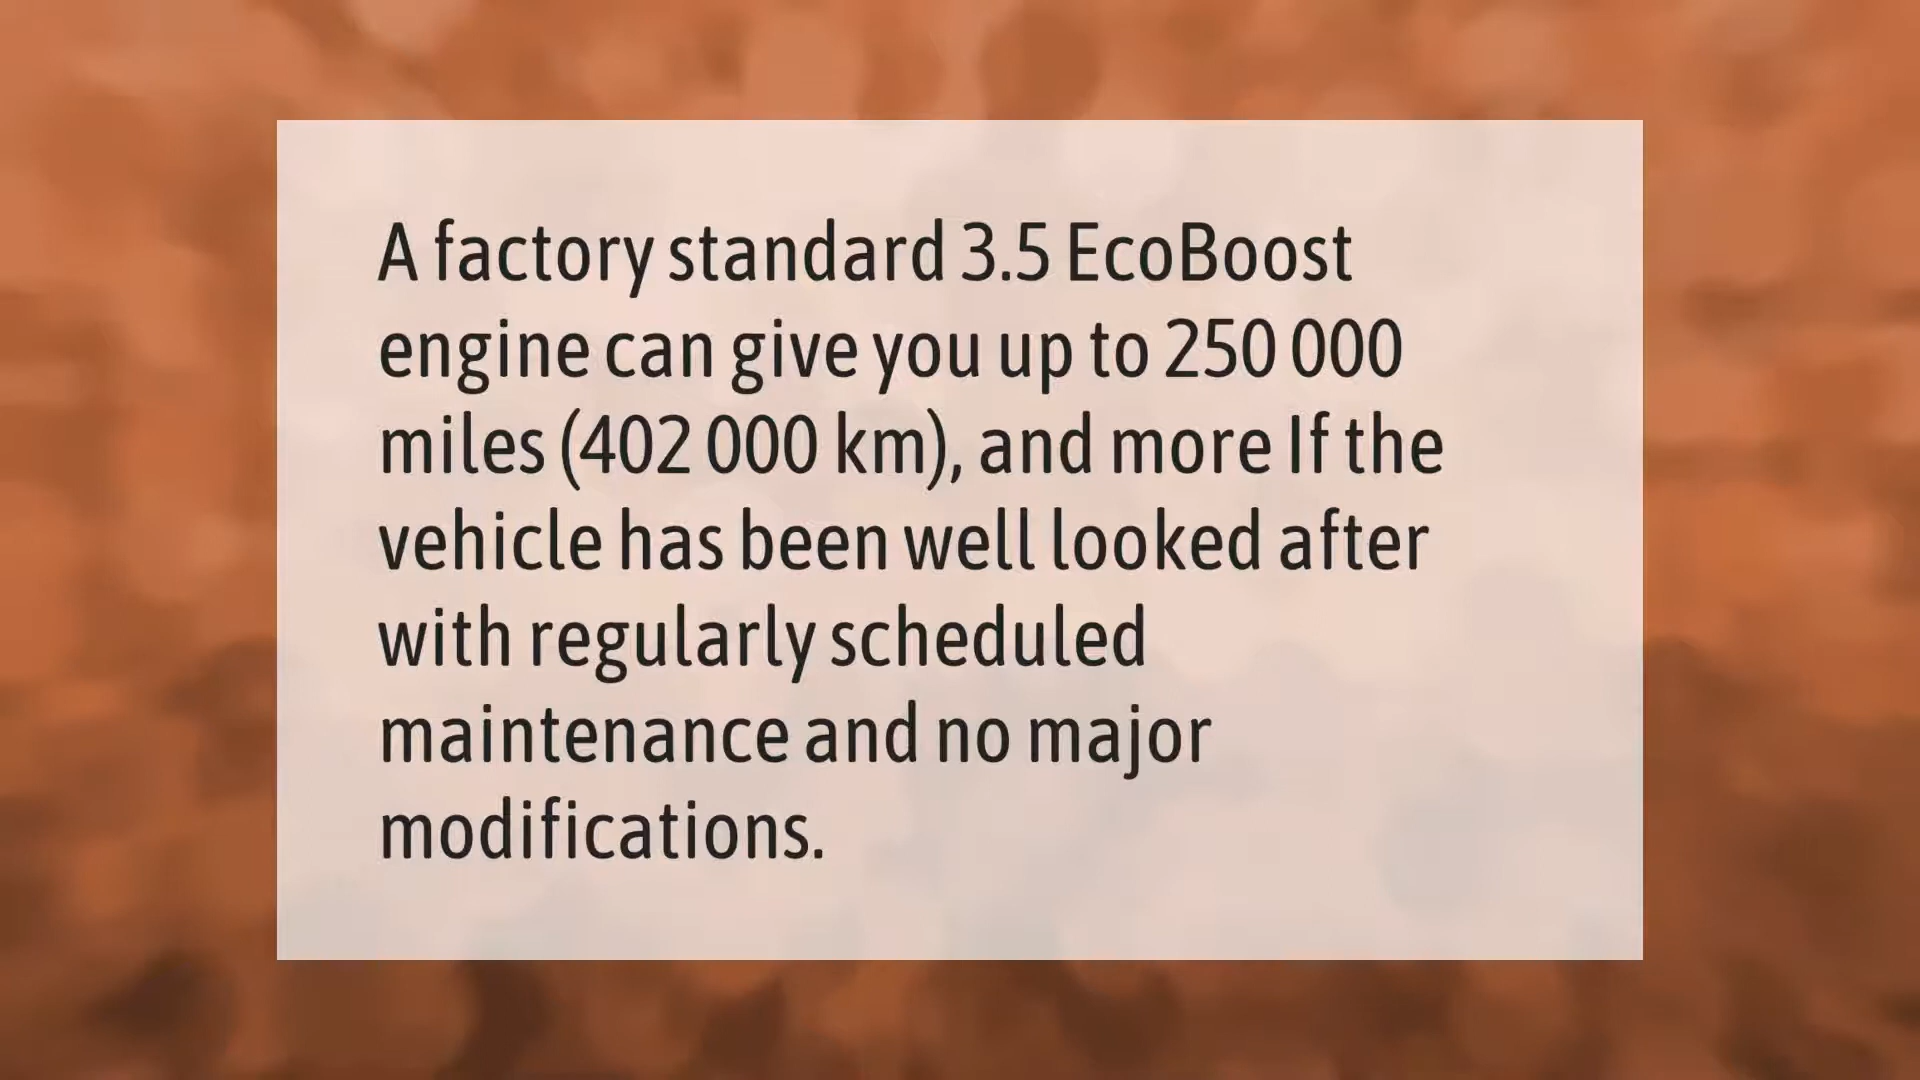 A factory standard 3.5 EcoBoost
engine can give you up to 250 000
miles (402 000 km), and more If the
vehicle has been well looked after
with regularly scheduled
maintenance and no major
modifications.